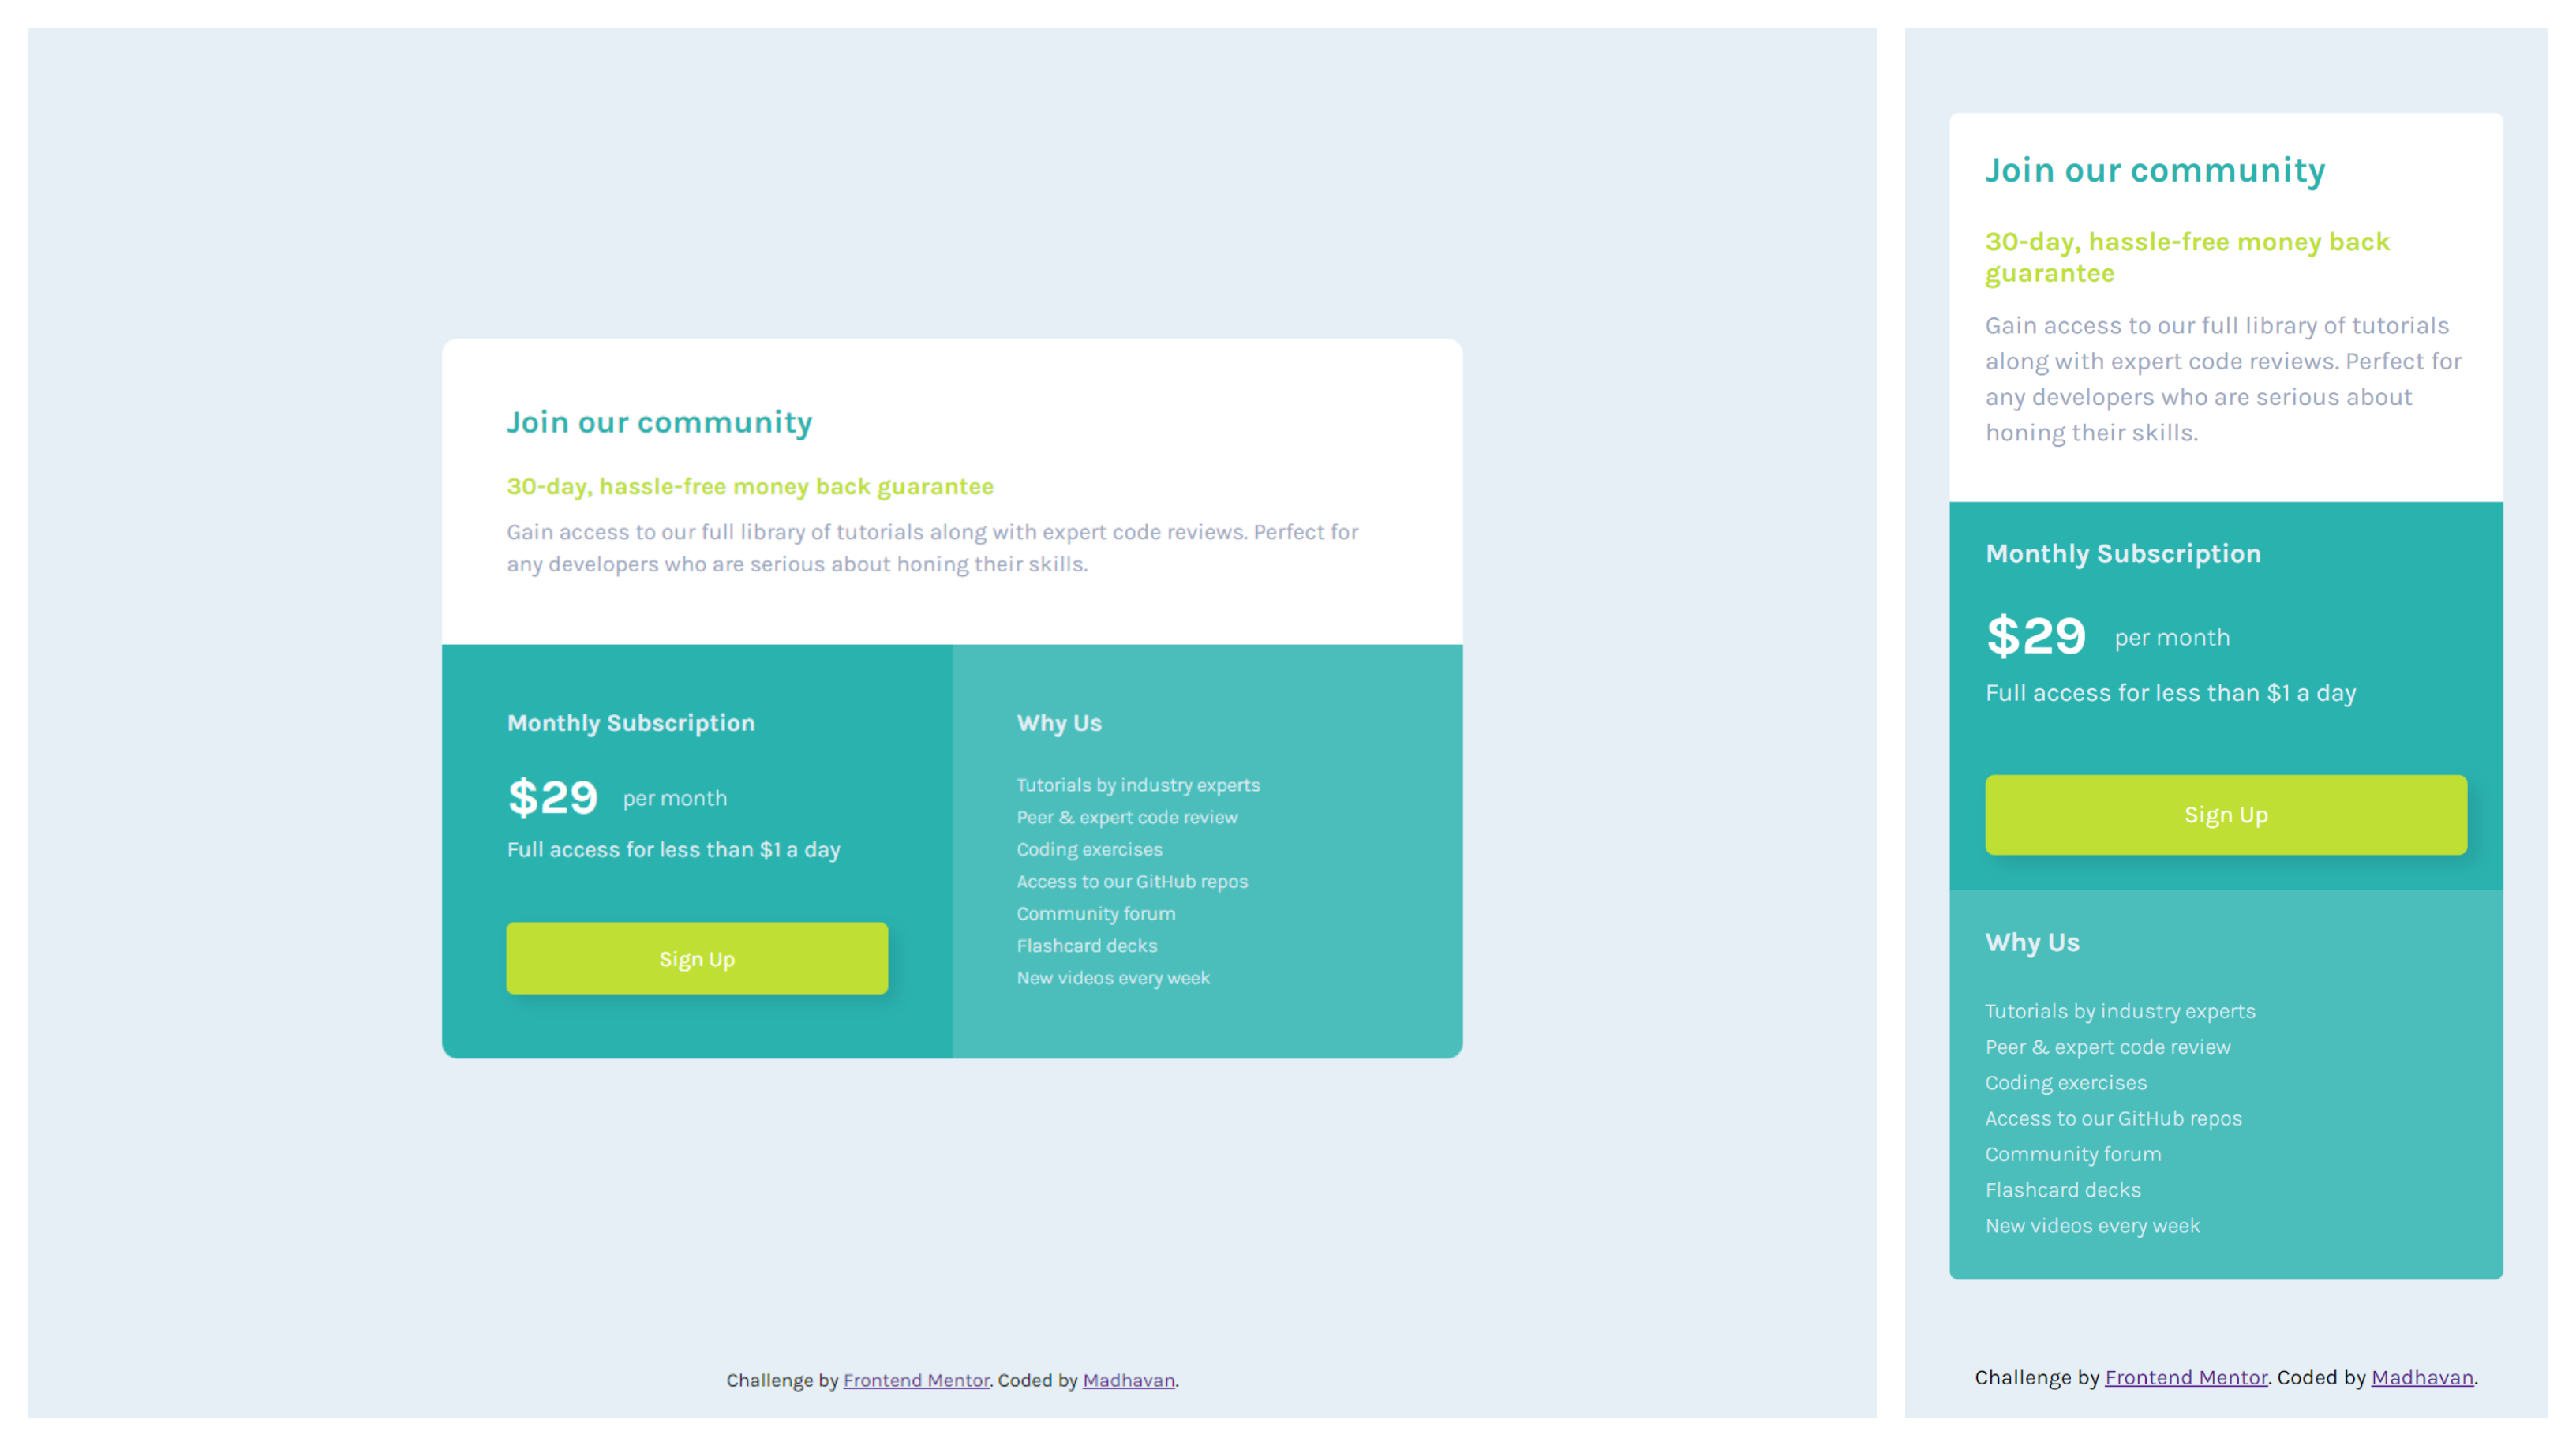 Join our community
30-day, hassle-free money back guarantee
Gain access to our full library of tutorials along with expert code reviews. Perfect for
any developers who are serious about honing their skills.
Monthly Subscription
$29 per month
Full access for less than $1 a day
Sign Up
Why Us
Tutorials by industry experts
Peer & expert code review
Coding exercises
Access to our GitHub repos
Community forum
Flashcard decks
New videos every week
Challenge by Frontend Mentor. Coded by Madhavan.
Join our community
30-day, hassle-free money back
guarantee
Gain access to our full library of tutorials
along with expert code reviews. Perfect for
any developers who are serious about
honing their skills.
Monthly Subscription
$29 per month
Full access for less than $1 a day
Sign Up
Why Us
Tutorials by industry experts
Peer & expert code review
Coding exercises
Access to our GitHub repos
Community forum
Flashcard decks
New videos every week
Challenge by Frontend Mentor. Coded by Madhavan.